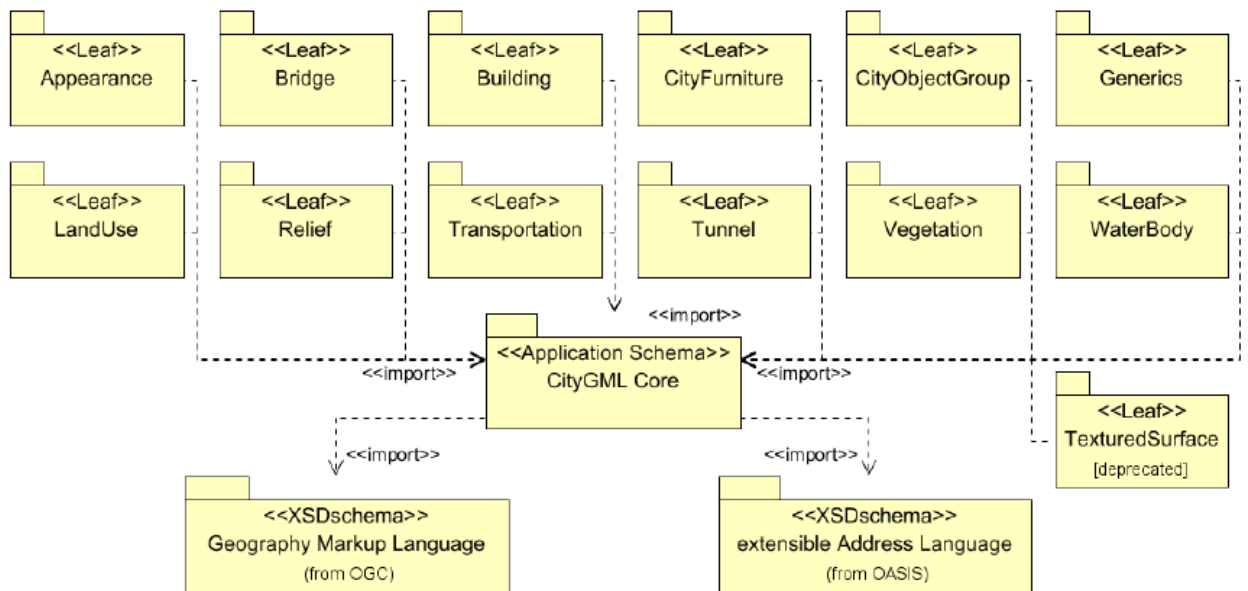 <<Leaf>>
Appearance
<<Leaf>>
Bridge
<<Leaf>>
Building
<<Leaf>>
CityFurniture
<<Leaf>>
CityObjectGroup
<<Leaf>>
Generics
<<Leaf>>
LandUse
<<Leaf>>
Relief
<<Leaf>>
Transportation
<<Leaf>>
Tunnel
<<Leaf>>
Vegetation
<<Leaf>>
WaterBody
<<import>>
<<Application Schema>>
CityGML Core
<<import>>
<<import>>
<<Leaf>>
TexturedSurface
[deprecated]
<<import>>
<<import>>
<<XSDschema>>
Geography Markup Language
(from OGC)
<<XSDschema>>
extensible Address Language
(from OASIS)